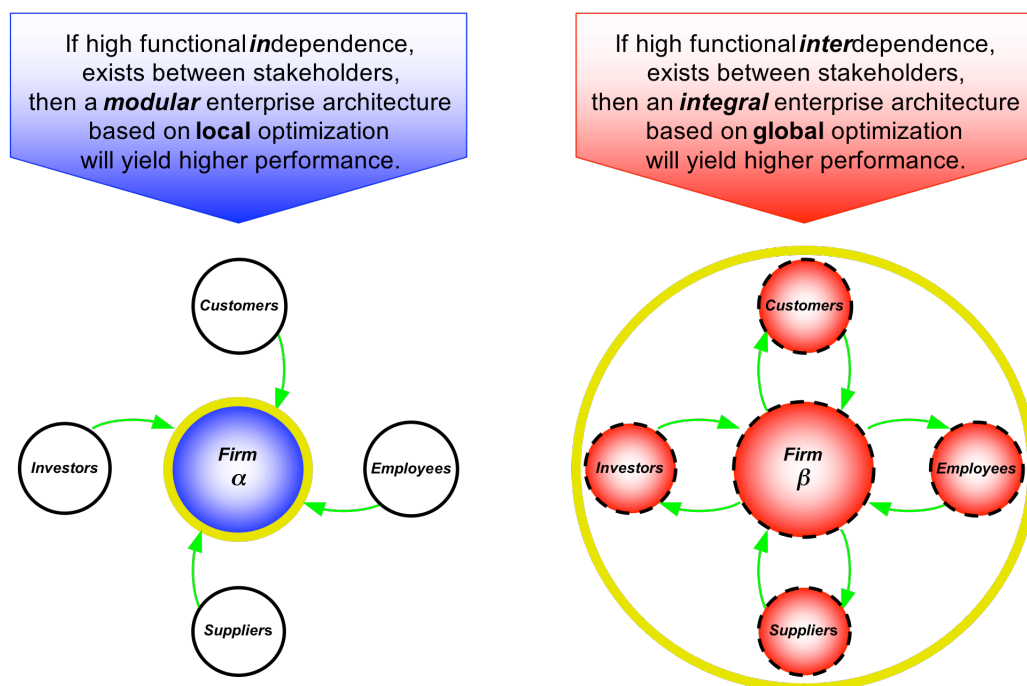 If high functional independence,
exists between stakeholders,
then a modular enterprise architecture
based on local optimization
will yield higher performance.
If high functional interdependence,
exists between stakeholders,
then an integral enterprise architecture
based on global optimization
will yield higher performance.
Customers
Investors
Firm
α
Employees
Suppliers
Customers
Investors
Firm
β
Employees
Suppliers